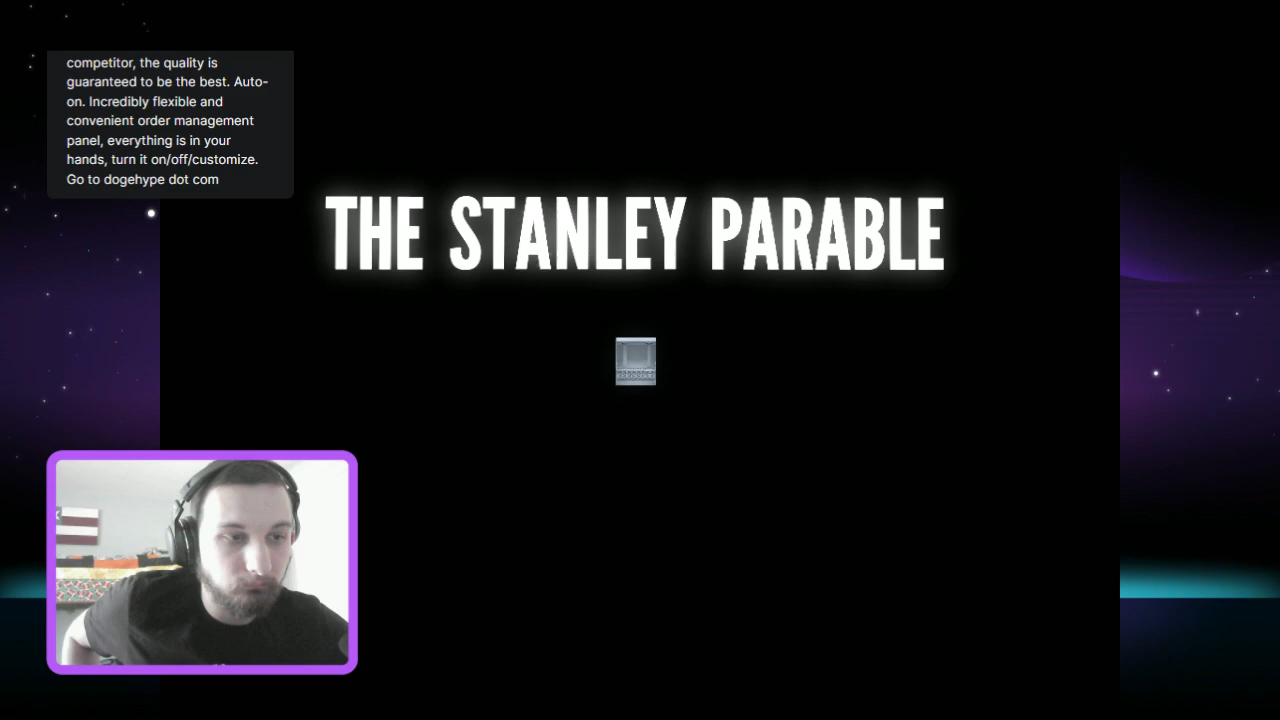 competitor, the quality is
guaranteed to be the best. Auto-
on. Incredibly flexible and
convenient order management
panel, everything is in your
hands, turn it on/off/customize.
Go to dogehype dot com
THE STANLEY PARABLE